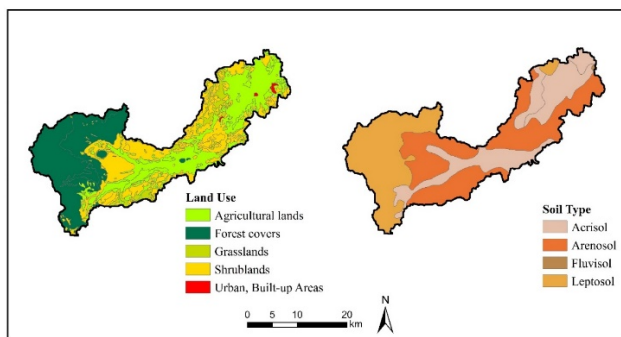 Land Use
Agricultural lands
Forest covers
Grasslands
Shrublands
Urban, Built-up Areas
Soil Type
Acrisol
Arenosol
Fluvisol
Leptosol
0 5 10 20
km
N